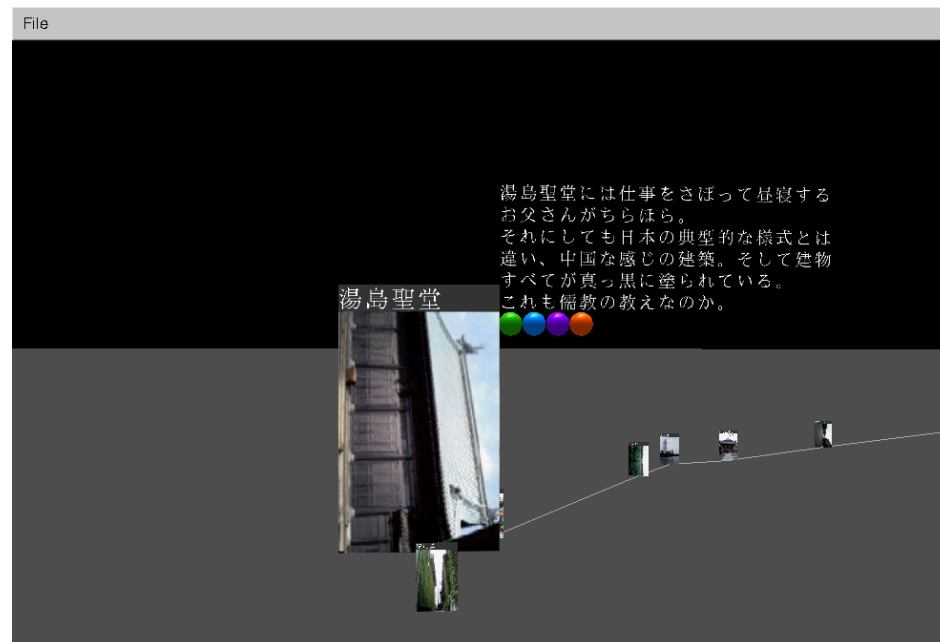 File
湯島聖堂には仕事をさぼって昼寝する
お父さんがちらほら。
それにしても日本の典型的な様式とは
違い、中国な感じの建築。そして建物
すべてが真っ黒に塗られている。
これも儒教の教えなのか。
湯島聖堂